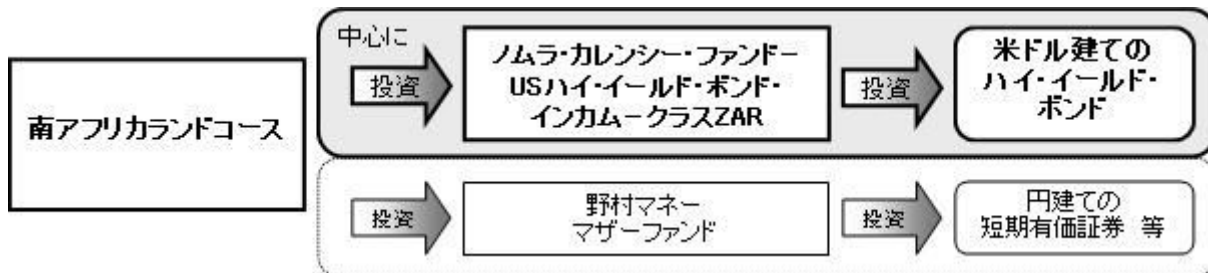 南アフリカランドコース
中心に
投資
ノムラ・カレンシー・ファンドー
USハイ・イールド・ボンド・
インカムークラスZAR
投資
米ドル建ての
ハイ・イールド・
ボンド
投資
野村マネー
マザーファンド
投資
円建ての
短期有価証券 等